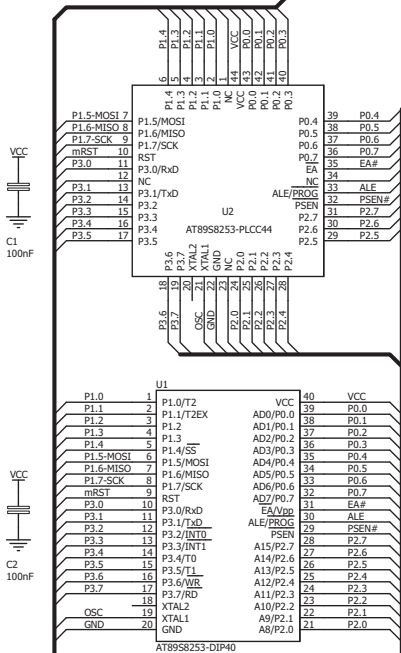 P1.4
P1.3
P1.2
P1.1
P1.0
VCC
P0.0
P0.1
P0.2
P0.3
6
5
4
3
2
1
44
43
42
41
40
P1.4
P1.3
P1.2
P1.1
P1.0
NC
VCC
P0.0
P0.1
P0.2
P0.3
P1.5-MOSI 7 P1.5/MOSI P0.4 39 P0.4
P1.6-MISO 8 P1.6/MISO P0.5 38 P0.5
P1.7-SCK 9 P1.7/SCK P0.6 37 P0.6
mRST 10 RST P0.7 36 P0.7
P3.0 11 P3.0/RxD EA 35 EA#
12 NC NC 34
P3.1 13 P3.1/TxD ALE/PROG 33 ALE
P3.2 14 P3.2 PSEN 32 PSEN#
P3.3 15 P3.3 P2.7 31 P2.7
P3.4 16 P3.4 P2.6 30 P2.6
P3.5 17 P3.5 P2.5 29 P2.5
U2
AT89S8253-PLCC44
P3.6
P3.7
XTAL2
XTAL1
GND
NC
P2.0
P2.1
P2.2
P2.3
P2.4
18
19
20
21
22
23
24
25
26
27
28
P3.6
P3.7
OSC
GND
P2.0
P2.1
P2.2
P2.3
P2.4
VCC
C1
100nF
U1
P1.0 1 P1.0/T2 VCC 40 VCC
P1.1 2 P1.1/T2EX AD0/P0.0 39 P0.0
P1.2 3 P1.2 AD1/P0.1 38 P0.1
P1.3 4 P1.3 AD2/P0.2 37 P0.2
P1.4 5 P1.4/SS AD3/P0.3 36 P0.3
P1.5-MOSI 6 P1.5/MOSI AD4/P0.4 35 P0.4
P1.6-MISO 7 P1.6/MISO AD5/P0.5 34 P0.5
P1.7-SCK 8 P1.7/SCK AD6/P0.6 33 P0.6
mRST 9 RST AD7/P0.7 32 P0.7
P3.0 10 P3.0/RxD EA/Vpp 31 EA#
P3.1 11 P3.1/TxD ALE/PROG 30 ALE
P3.2 12 P3.2/INT0 PSEN 29 PSEN#
P3.3 13 P3.3/INT1 A15/P2.7 28 P2.7
P3.4 14 P3.4/T0 A14/P2.6 27 P2.6
P3.5 15 P3.5/T1 A13/P2.5 26 P2.5
P3.6 16 P3.6/WR A12/P2.4 25 P2.4
P3.7 17 P3.7/RD A11/P2.3 24 P2.3
18 XTAL2 A10/P2.2 23 P2.2
OSC 19 XTAL1 A9/P2.1 22 P2.1
GND 20 GND A8/P2.0 21 P2.0
AT89S8253-DIP40
VCC
C2
100nF